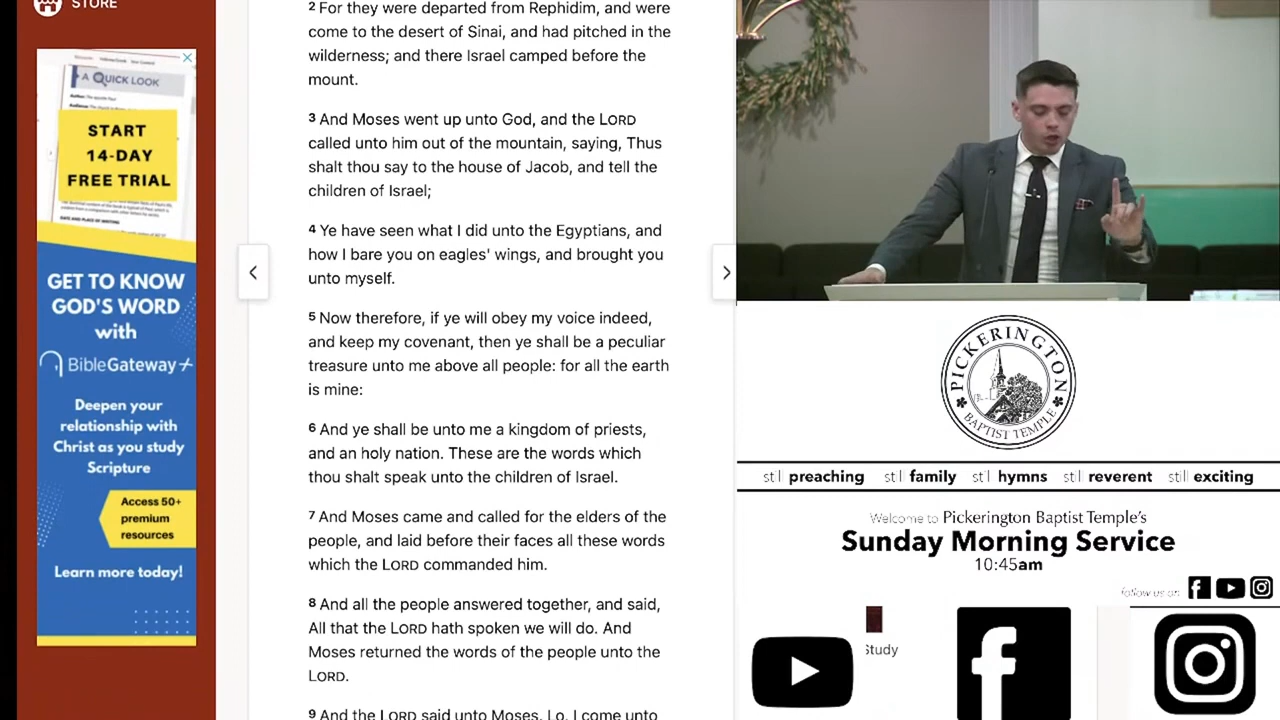 STORE
A QUICK LOOK
START
14-DAY
FREE TRIAL
GET TO KNOW
GOD'S WORD
with
BibleGateway+
Deepen your
relationship with
Christ as you study
Scripture
Access 50+
premium
resources
Learn more today!
2 For they were departed from Rephidim, and were
come to the desert of Sinai, and had pitched in the
wilderness; and there Israel camped before the
mount.
3 And Moses went up unto God, and the LORD
called unto him out of the mountain, saying, Thus
shalt thou say to the house of Jacob, and tell the
children of Israel;
4 Ye have seen what I did unto the Egyptians, and
how I bare you on eagles' wings, and brought you
unto myself.
5 Now therefore, if ye will obey my voice indeed,
and keep my covenant, then ye shall be a peculiar
treasure unto me above all people: for all the earth
is mine:
6 And ye shall be unto me a kingdom of priests,
and an holy nation. These are the words which
thou shalt speak unto the children of Israel.
7 And Moses came and called for the elders of the
people, and laid before their faces all these words
which the LORD commanded him.
8 And all the people answered together, and said,
All that the LORD hath spoken we will do. And
Moses returned the words of the people unto the
LORD.
9 And the LORD said unto Moses, Lo, I come unto
PICKERINGTON
BAPTIST TEMPLE
still preaching still family still hymns still reverent still exciting
Welcome to Pickerington Baptist Temple's
Sunday Morning Service
10:45am
follow us on
Study